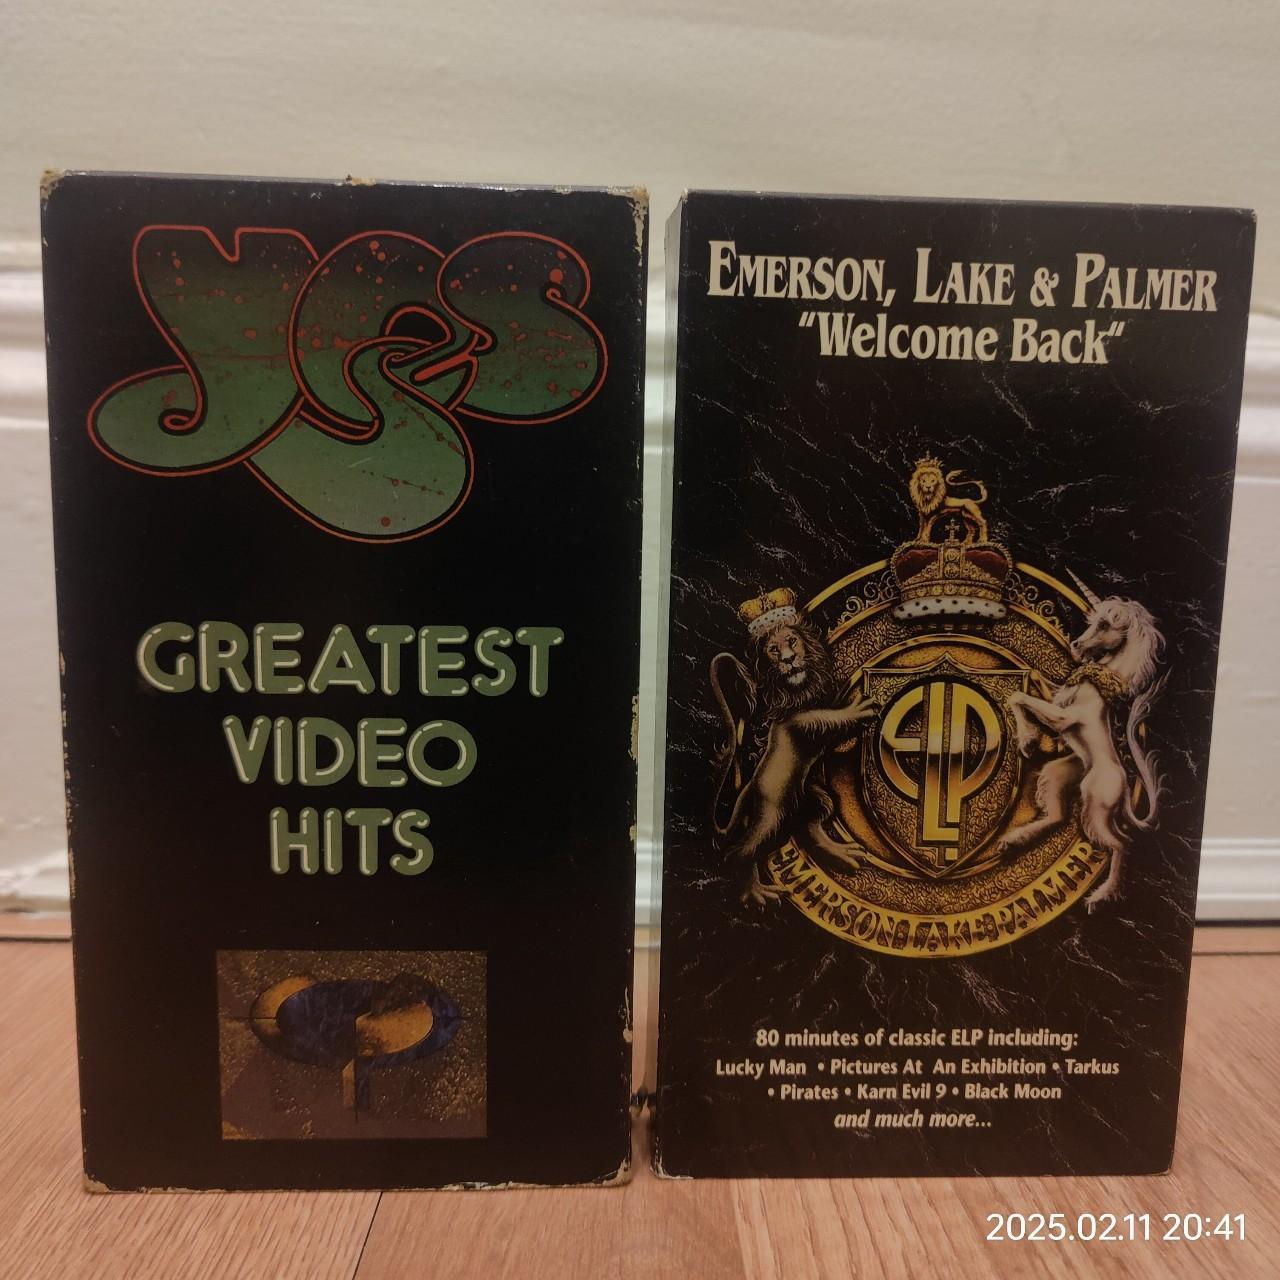 YES
GREATEST
VIDEO
HITS
EMERSON, LAKE & PALMER
"Welcome Back"
ELP
EMERSON·LAKE·PALMER
80 minutes of classic ELP including:
Lucky Man • Pictures At An Exhibition • Tarkus
• Pirates • Karn Evil 9 • Black Moon
and much more...
2025.02.11 20:41